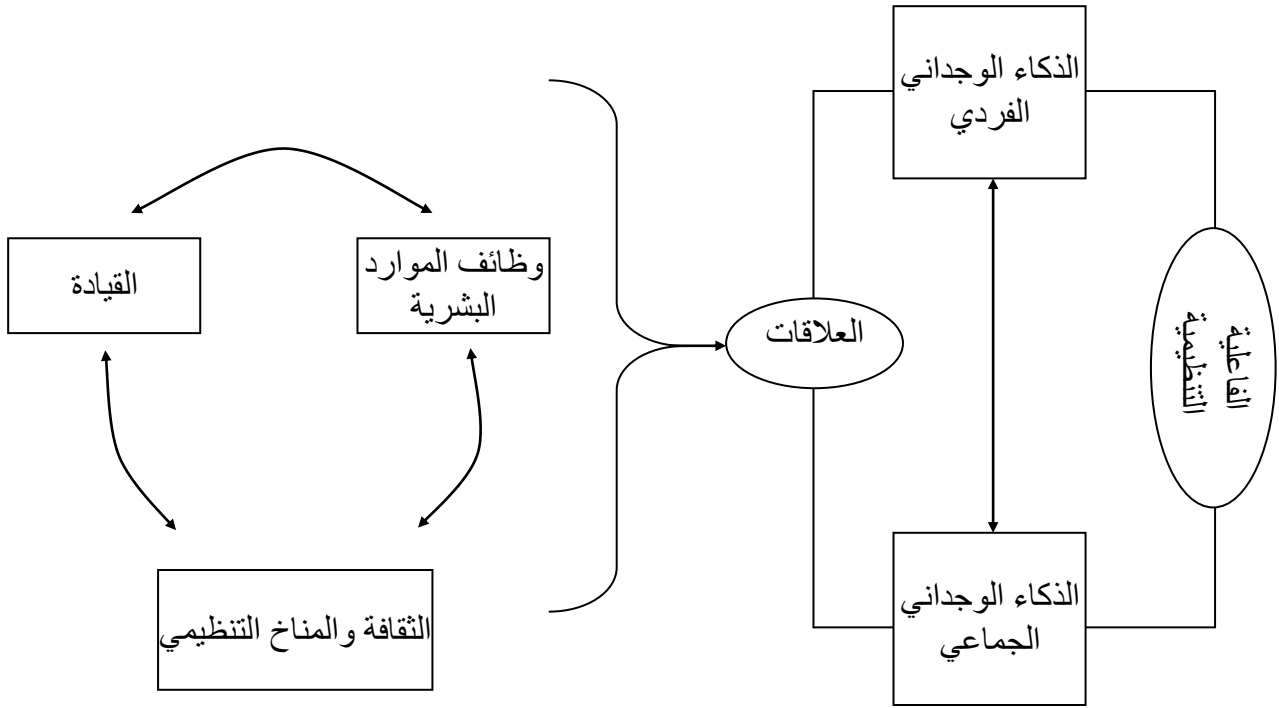 الذكاء الوجداني
الفردي
وظائف الموارد
البشرية
القيادة
العلاقات
الفاعلية
التنظيمية
الذكاء الوجداني
الجماعي
الثقافة والمناخ التنظيمي